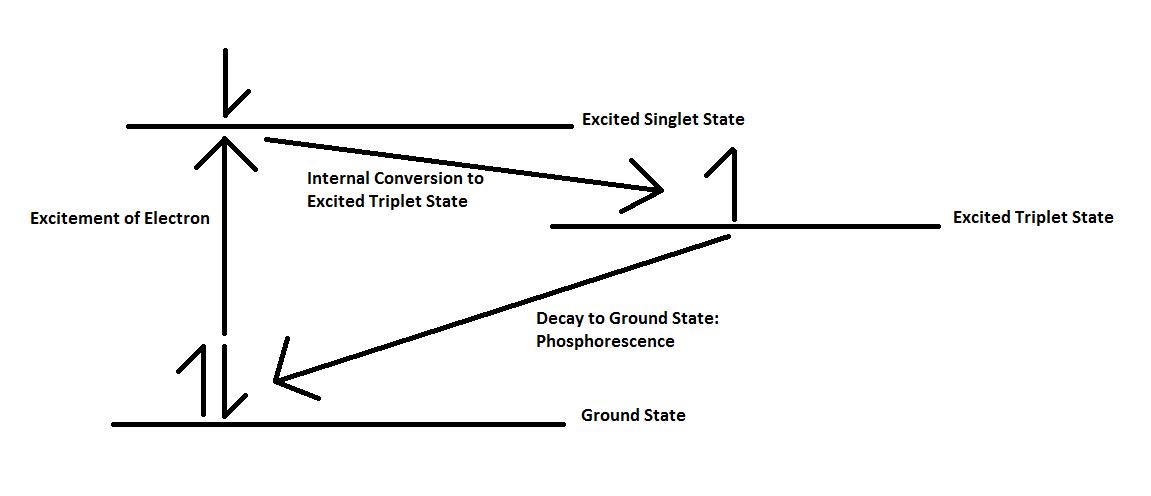 Excited Singlet State
Internal Conversion to
Excited Triplet State
Excitement of Electron
Excited Triplet State
Decay to Ground State:
Phosphorescence
Ground State